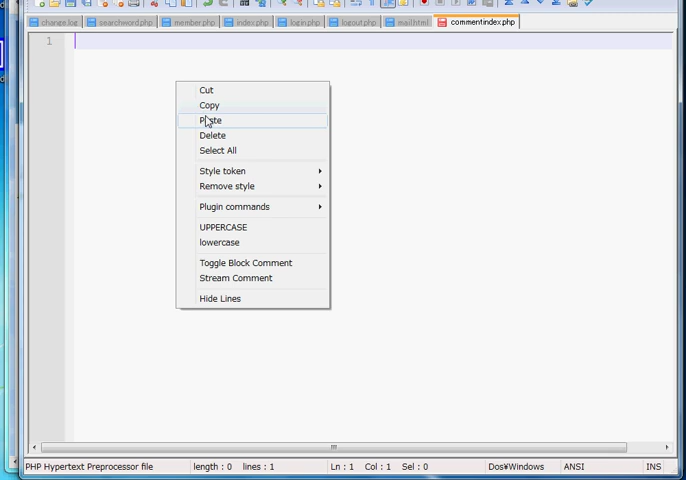 change.log searchword.php member.php index.php login.php logout.php mail.html commentindex.php
1
Cut
Copy
Paste
Delete
Select All
Style token
Remove style
Plugin commands
UPPERCASE
lowercase
Toggle Block Comment
Stream Comment
Hide Lines
PHP Hypertext Preprocessor file length : 0 lines : 1 Ln : 1 Col : 1 Sel : 0 Dos¥Windows ANSI INS